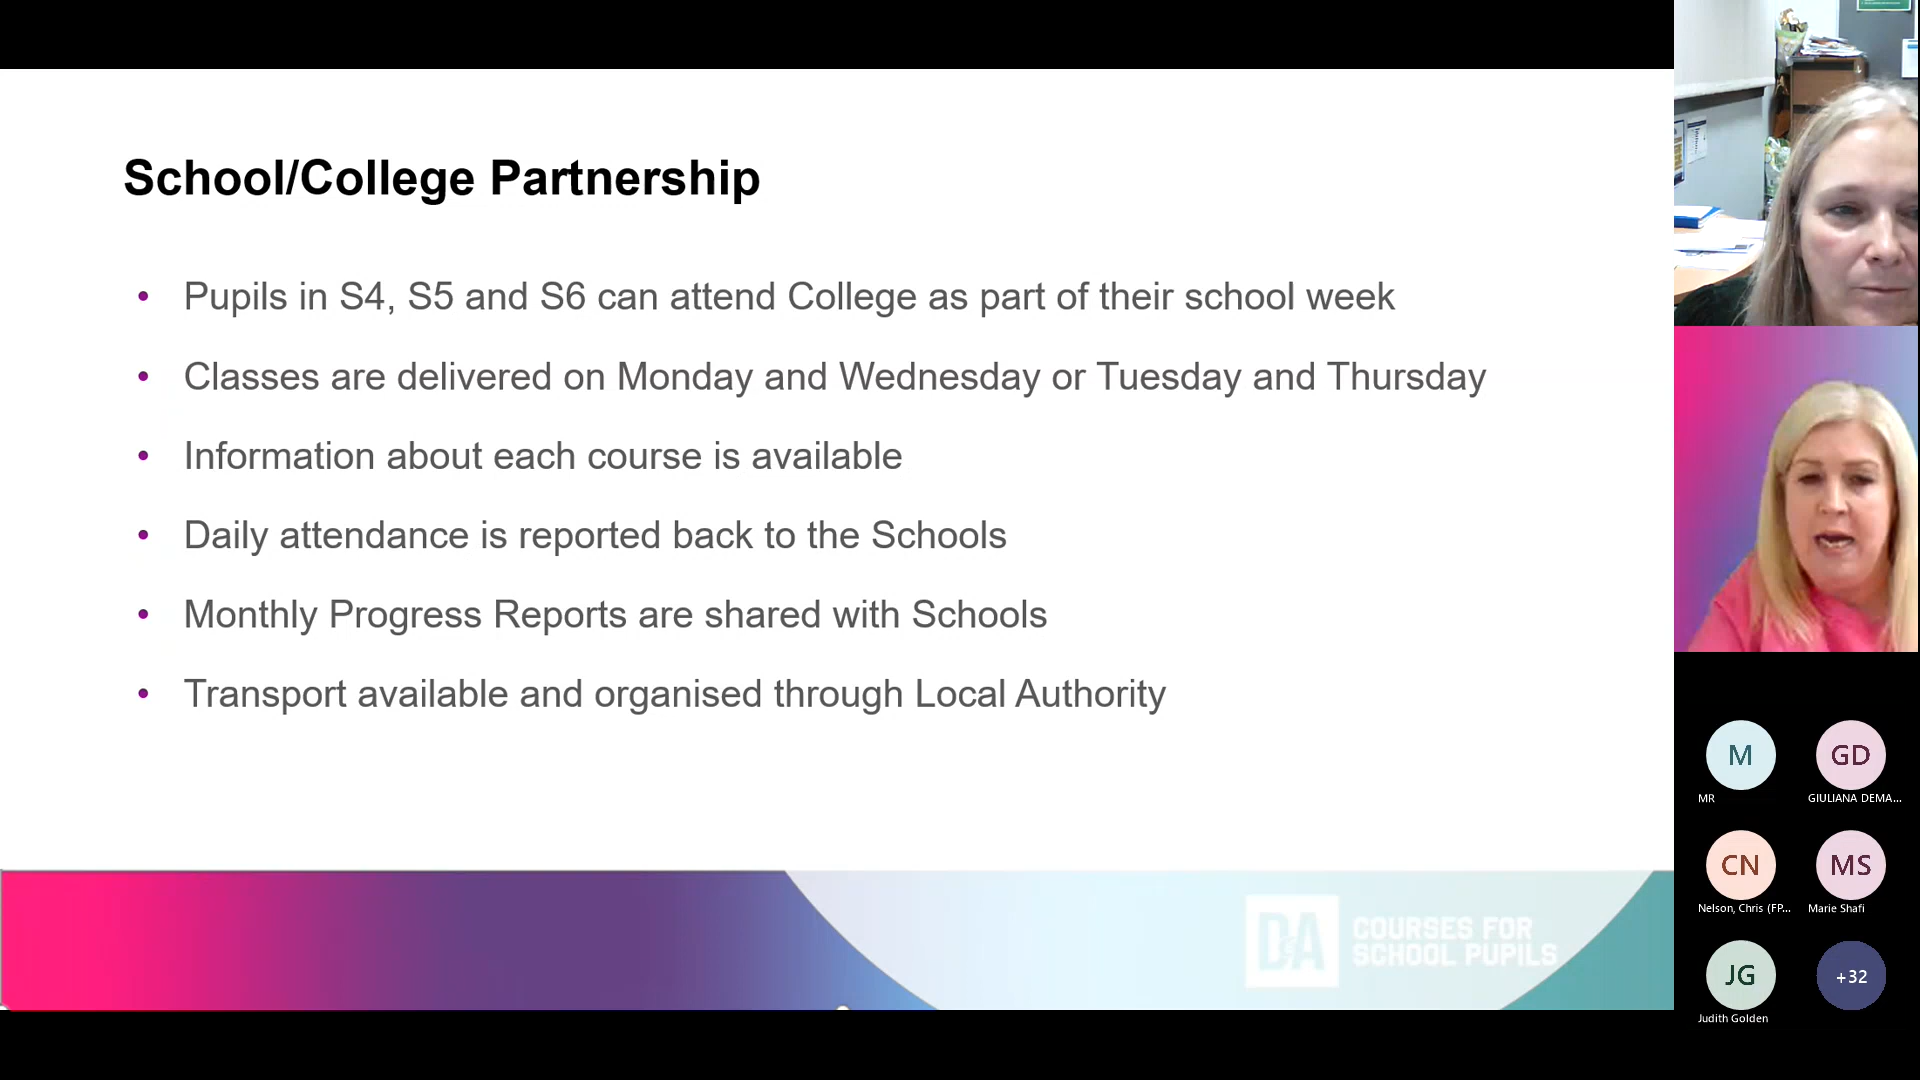 School/College Partnership
• Pupils in S4, S5 and S6 can attend College as part of their school week
• Classes are delivered on Monday and Wednesday or Tuesday and Thursday
• Information about each course is available
• Daily attendance is reported back to the Schools
• Monthly Progress Reports are shared with Schools
• Transport available and organised through Local Authority
D&A
COURSES FOR
SCHOOL PUPILS
M
MR
GD
GIULIANA DEMA...
CN
Nelson, Chris (FP...
MS
Marie Shafi
JG
Judith Golden
+32